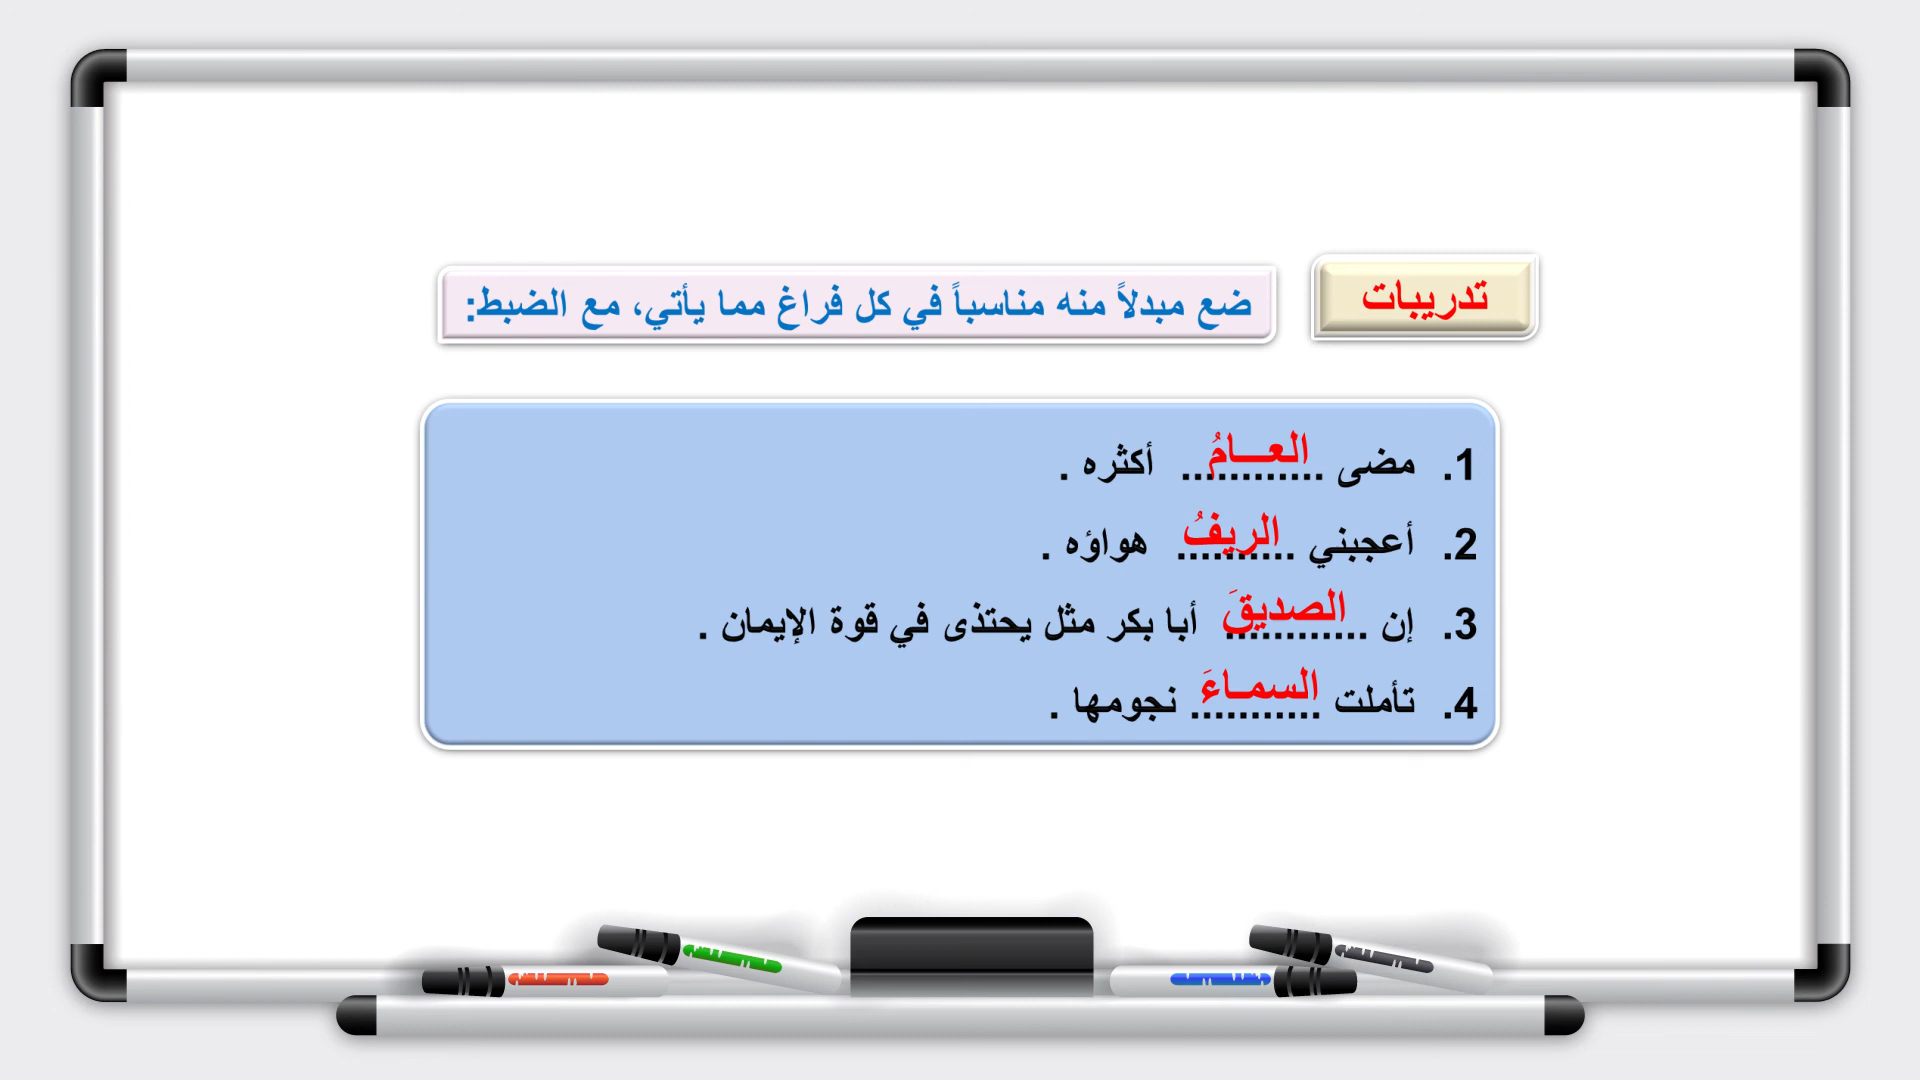 تدريبات
ضع مبدلاً منه مناسباً في كل فراغ مما يأتي، مع الضبط:
1. مضى ............ العـــامُ أكثره .
2. أعجبني .......... الريفُ هواؤه .
3. إن ............ الصديقَ أبا بكر مثل يحتذى في قوة الإيمان .
4. تأملت ........... السمــاءَ نجومها .